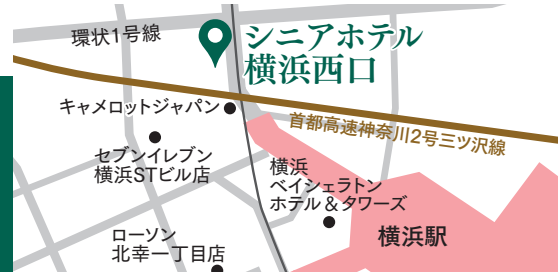 環状1号線
シニアホテル
横浜西口
キャメロットジャパン
首都高速神奈川2号三ツ沢線
セブンイレブン
横浜STビル店
横浜
ベイシェラトン
ホテル＆タワーズ
ローソン
北幸一丁目店
横浜駅